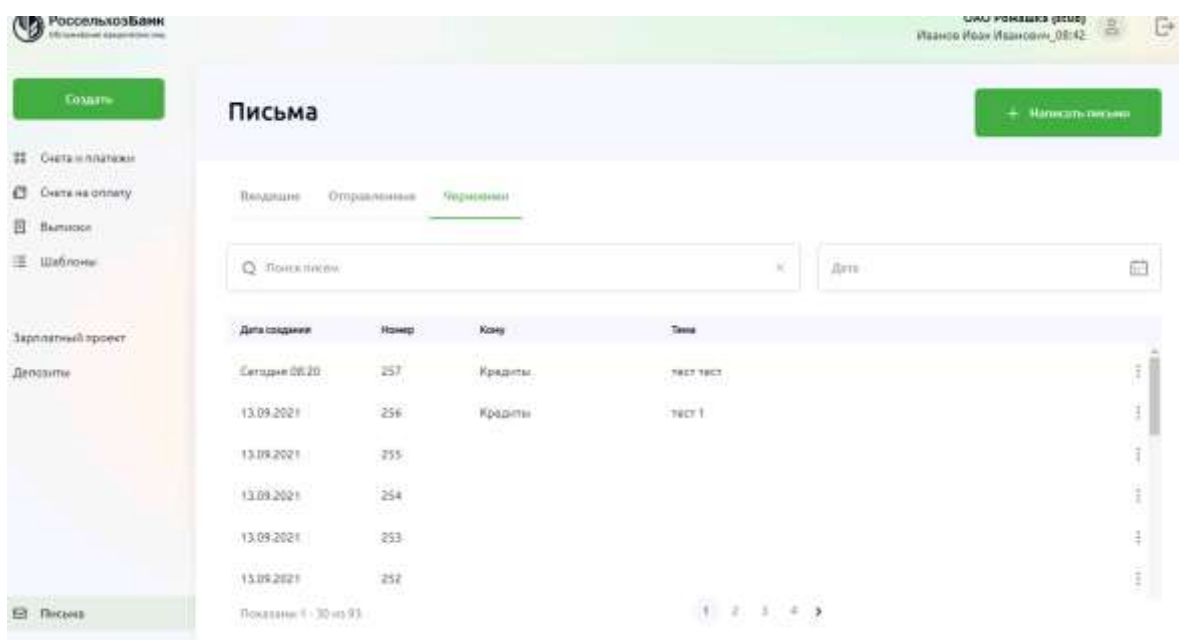 РоссельхозБанк
Обслуживание юридических лиц
ОАО Ромашка
Иванов Иван Иванович_08:42
Создать
Счета и платежи
Счета на оплату
Выписки
Шаблоны
Зарплатный проект
Депозиты
Письма
Письма
+ Написать письмо
Входящие Отправленные Черновики
Поиск писем × Дата
Дата создания Номер Кому Тема
Сегодня 08:20 257 Кредиты тест тест
13.09.2021 256 Кредиты тест 1
13.09.2021 255
13.09.2021 254
13.09.2021 253
13.09.2021 252
Показаны 1 - 30 из 93
1 2 3 4 >